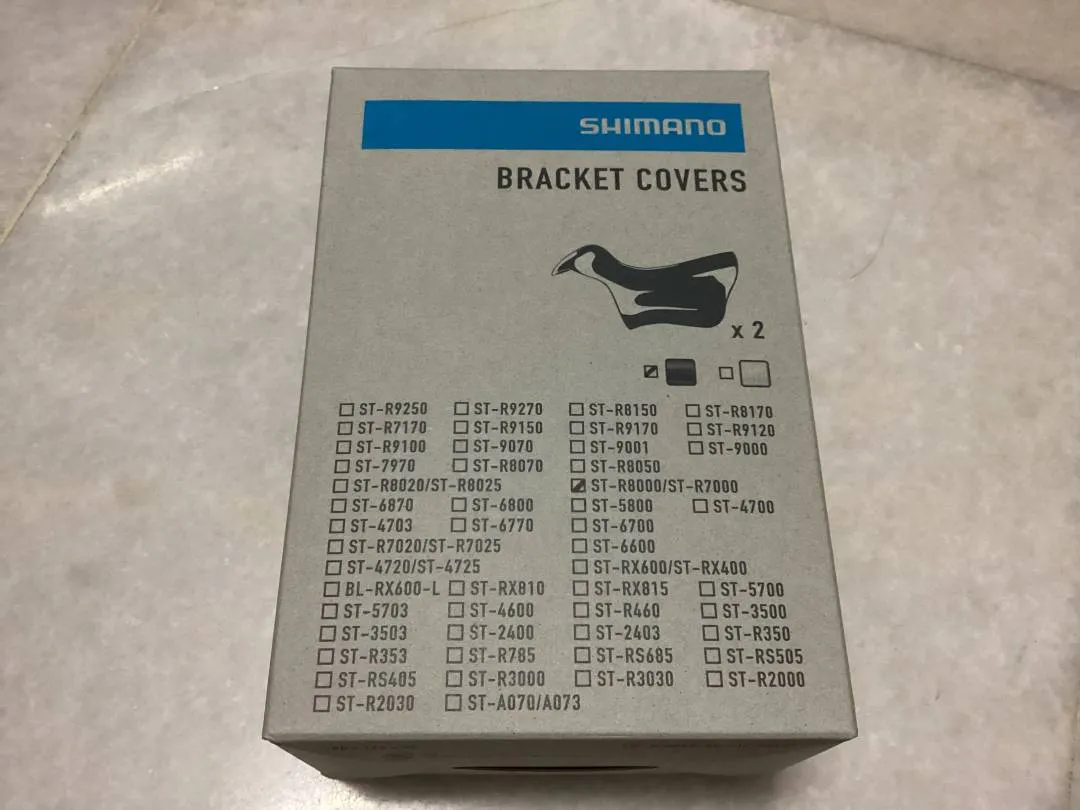 SHIMANO
BRACKET COVERS
x 2
ST-R9250 ST-R9270 ST-R8150 ST-R8170
ST-R7170 ST-R9150 ST-R9170 ST-R9120
ST-R9100 ST-9070 ST-9001 ST-9000
ST-7970 ST-R8070 ST-R8050
ST-R8020/ST-R8025 ST-R8000/ST-R7000
ST-6870 ST-6800 ST-5800 ST-4700
ST-4703 ST-6770 ST-6700
ST-R7020/ST-R7025 ST-6600
ST-4720/ST-4725 ST-RX600/ST-RX400
BL-RX600-L ST-RX810 ST-RX815 ST-5700
ST-5703 ST-4600 ST-R460 ST-3500
ST-3503 ST-2400 ST-2403 ST-R350
ST-R353 ST-R785 ST-RS685 ST-RS505
ST-RS405 ST-R3000 ST-R3030 ST-R2000
ST-R2030 ST-A070/A073